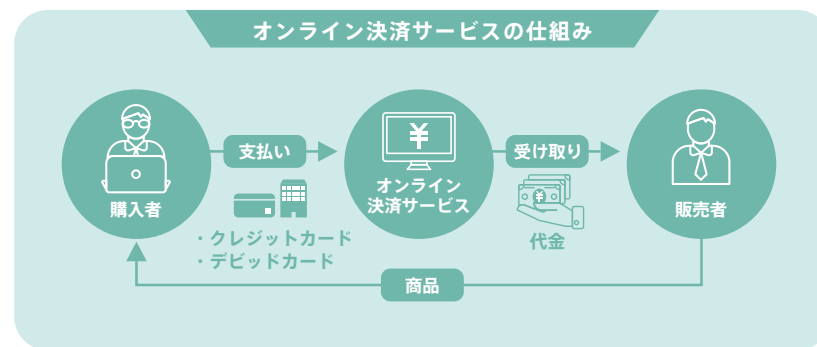 オンライン決済サービスの仕組み
支払い
受け取り
¥
¥
オンライン
決済サービス
購入者
販売者
・クレジットカード
・デビッドカード
代金
商品